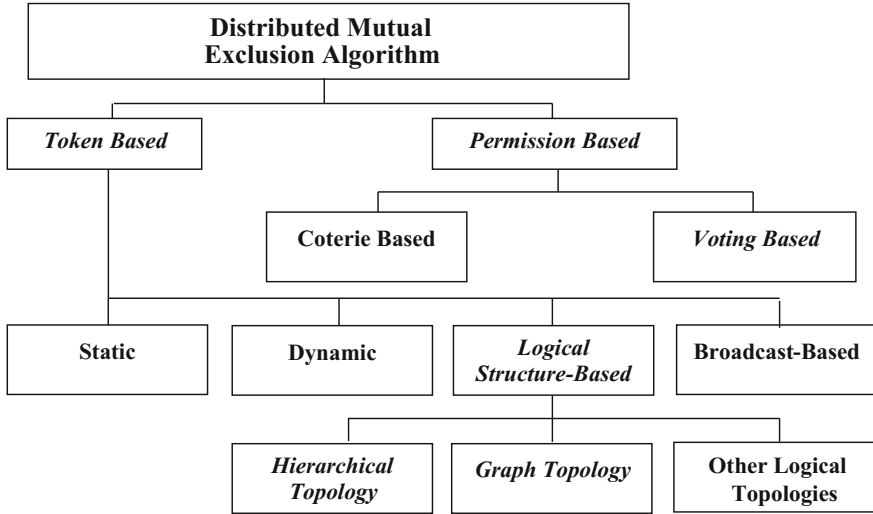 Distributed Mutual
Exclusion Algorithm
Token Based
Permission Based
Coterie Based
Voting Based
Static
Dynamic
Logical
Structure-Based
Broadcast-Based
Hierarchical
Topology
Graph Topology
Other Logical
Topologies